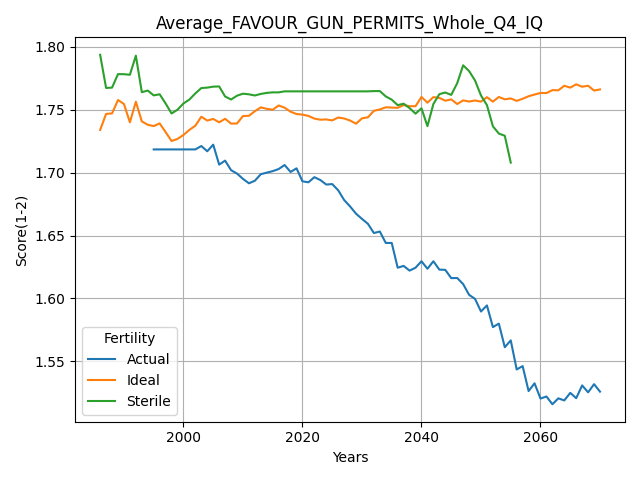 Average_FAVOUR_GUN_PERMITS_Whole_Q4_IQ
Score(1-2)
1.80
1.75
1.70
1.65
1.60
1.55
Fertility
Actual
Ideal
Sterile
2000 2020 2040 2060
Years